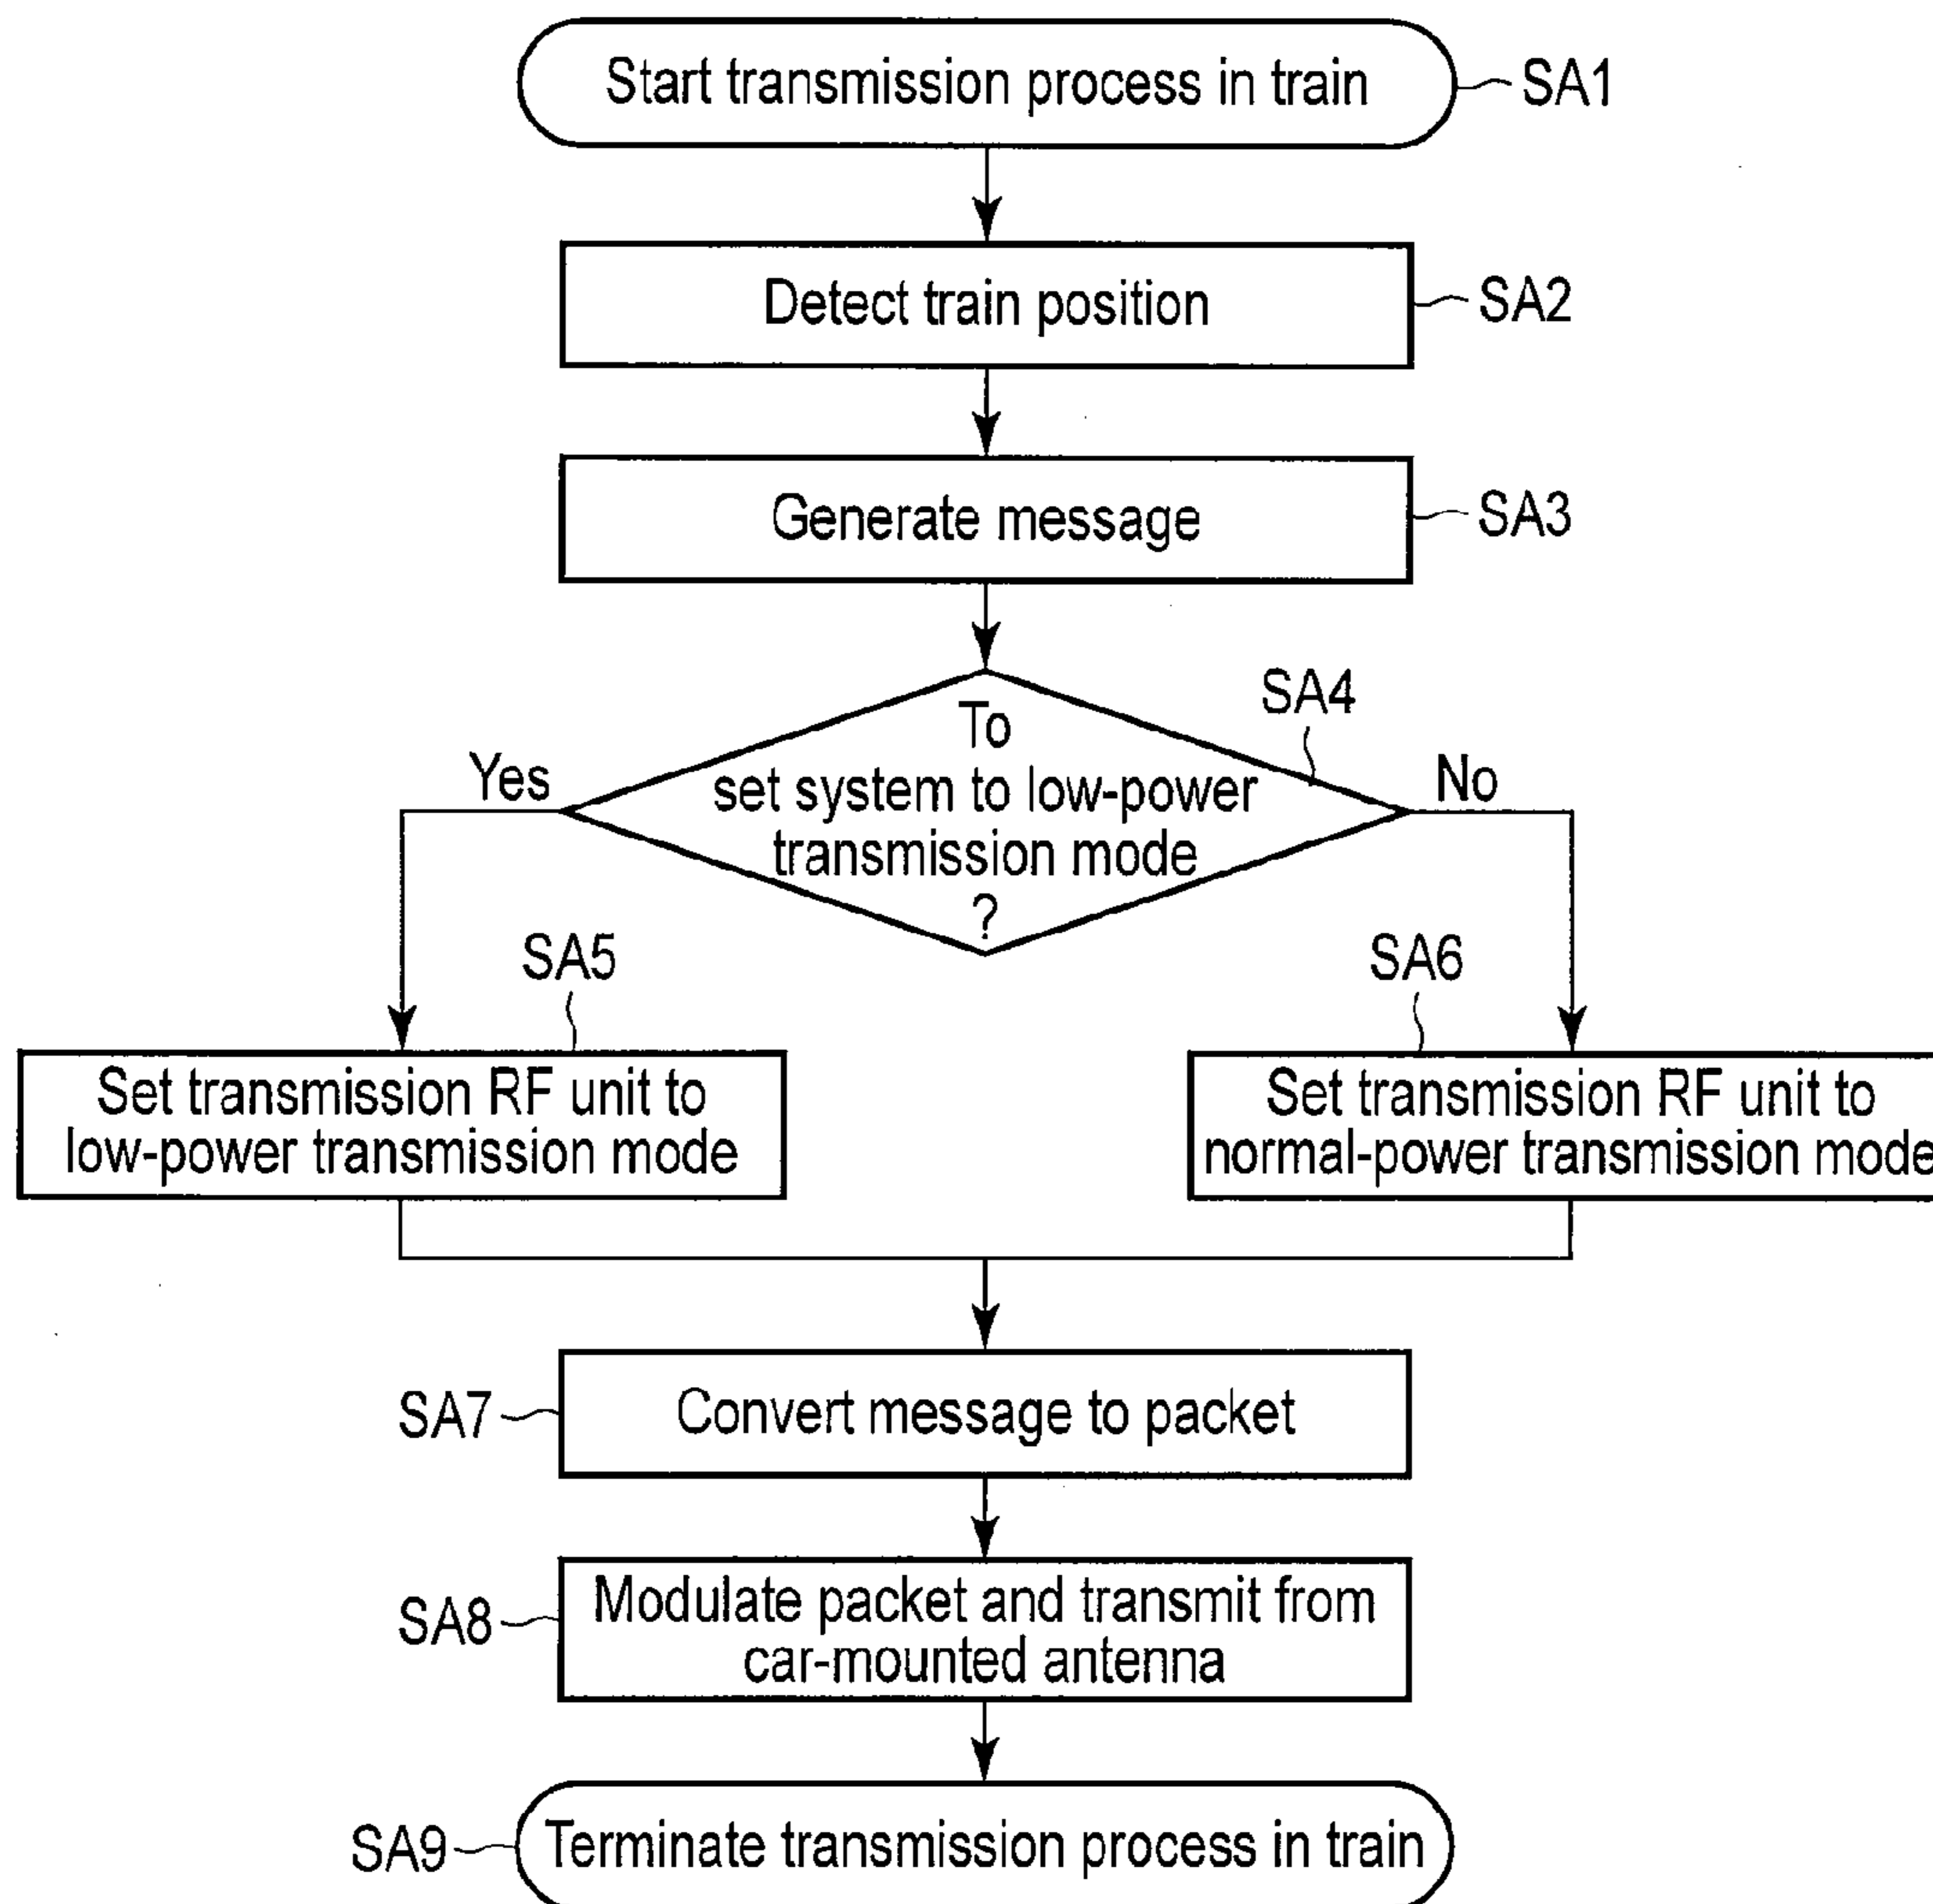 Start transmission process in train
SA1
Detect train position
SA2
Generate message
SA3
To
set system to low-power
transmission mode
?
SA4
Yes
No
SA5
Set transmission RF unit to
low-power transmission mode
SA6
Set transmission RF unit to
normal-power transmission mode
SA7
Convert message to packet
SA8
Modulate packet and transmit from
car-mounted antenna
SA9
Terminate transmission process in train